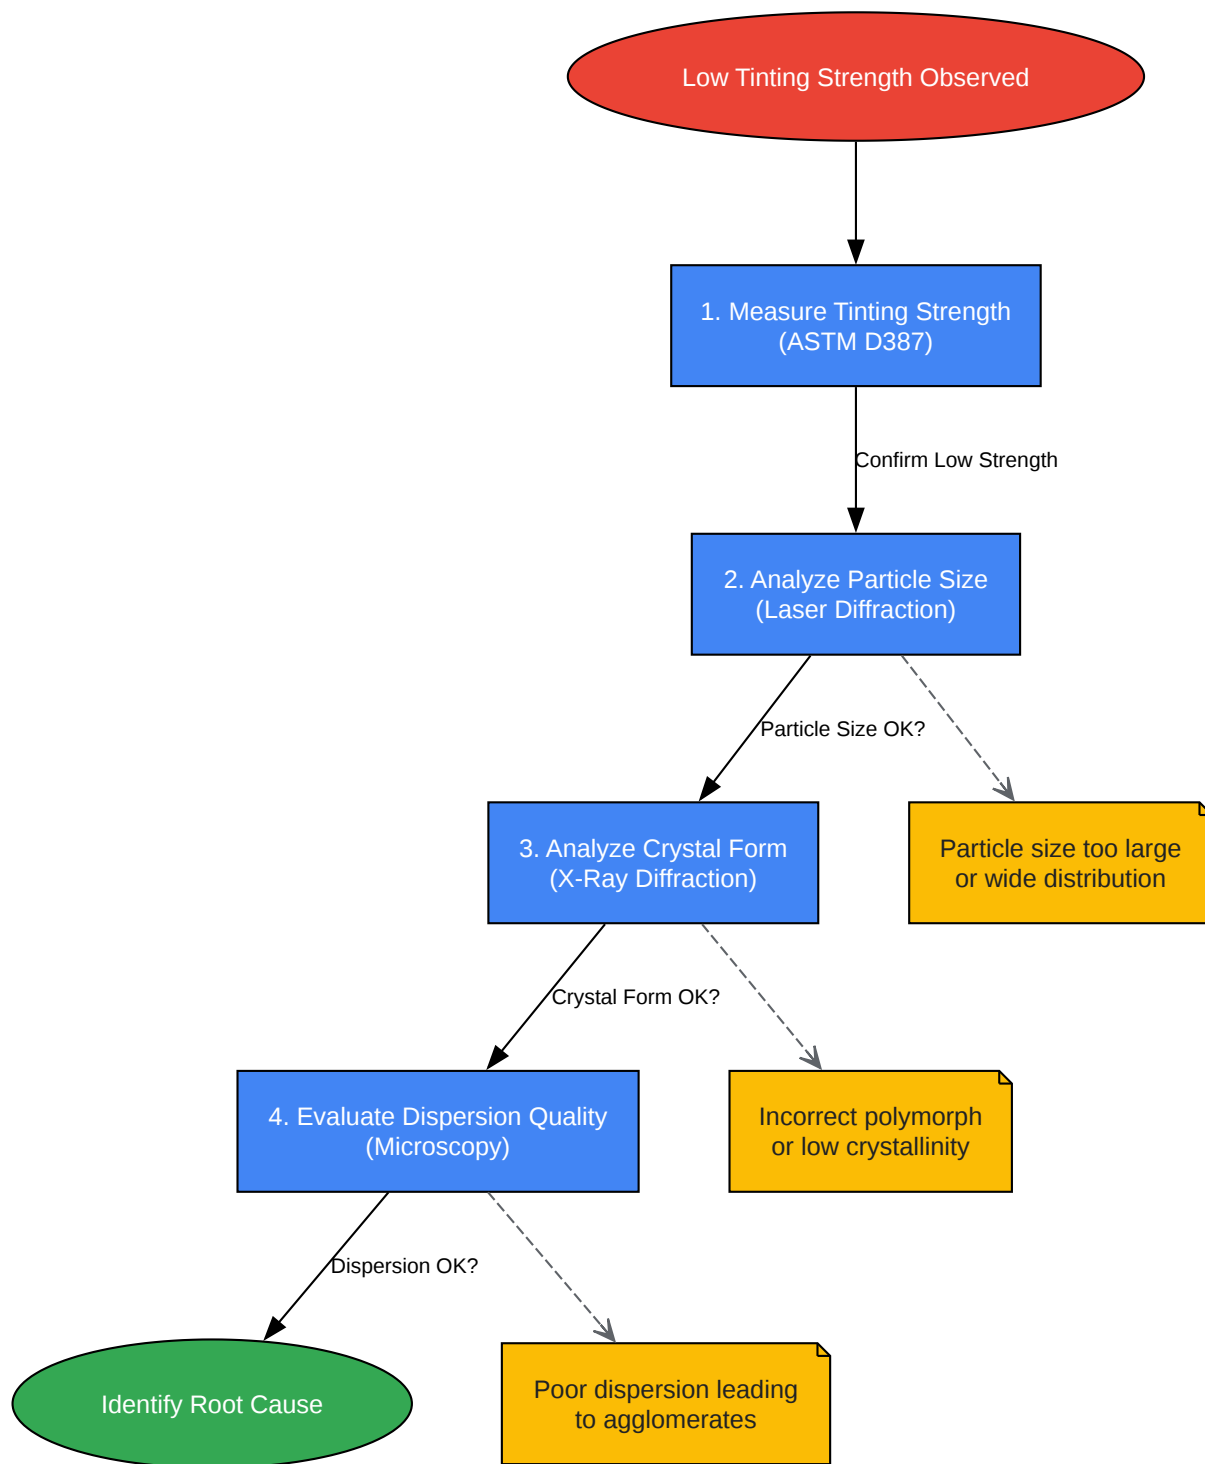 Low Tinting Strength Observed
1. Measure Tinting Strength
(ASTM D387)
Confirm Low Strength
2. Analyze Particle Size
(Laser Diffraction)
Particle Size OK?
3. Analyze Crystal Form
(X-Ray Diffraction)
Particle size too large
or wide distribution
Crystal Form OK?
4. Evaluate Dispersion Quality
(Microscopy)
Incorrect polymorph
or low crystallinity
Dispersion OK?
Identify Root Cause
Poor dispersion leading
to agglomerates